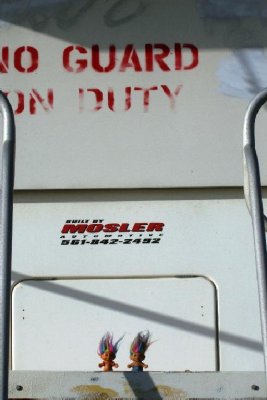 NO GUARD
ON DUTY
BUILT BY
MOSLER
AUTOMOTIVE
561-842-2492